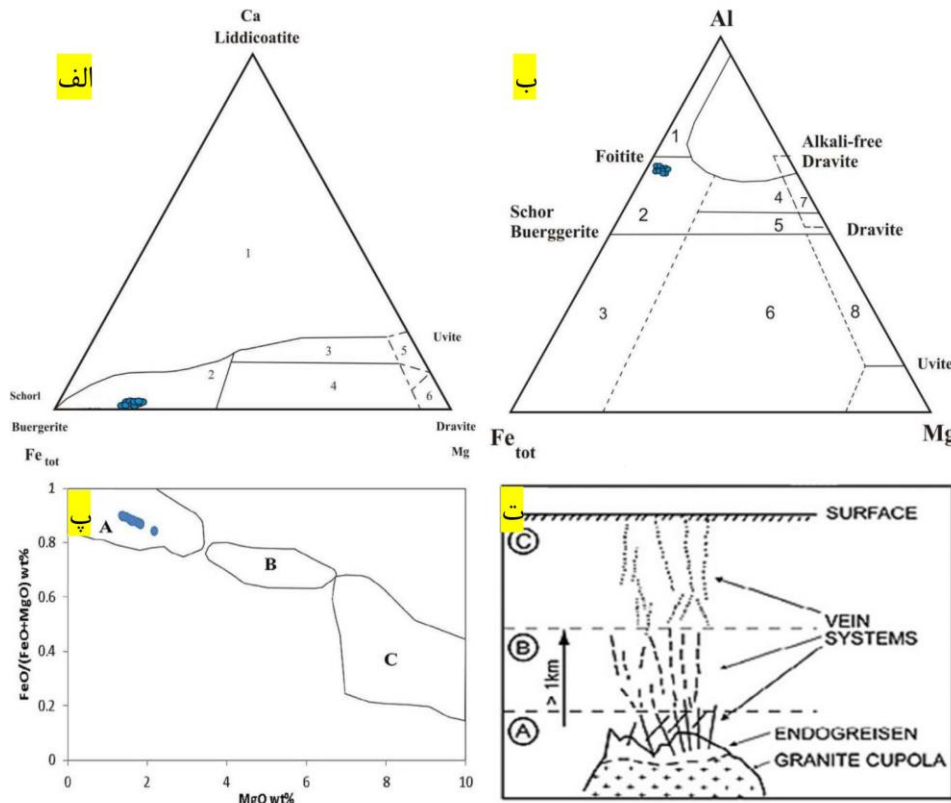 Ca
Liddicoatite
الف
1
Uvite
2
3
5
4
6
Schorl
Buergerite
Dravite
Fe tot
Mg
Al
ب
1
Foitite
Alkali-free
Dravite
4
7
2
5
Schor
Buerggerite
Dravite
3
6
8
Uvite
Fe tot
Mg
پ
1
0.8
0.6
0.4
0.2
0
FeO/(FeO+MgO) wt%
A
B
C
0
2
4
6
8
10
MgO wt%
ت
SURFACE
C
VEIN
SYSTEMS
B
> 1km
A
ENDOGREISEN
GRANITE CUPOLA